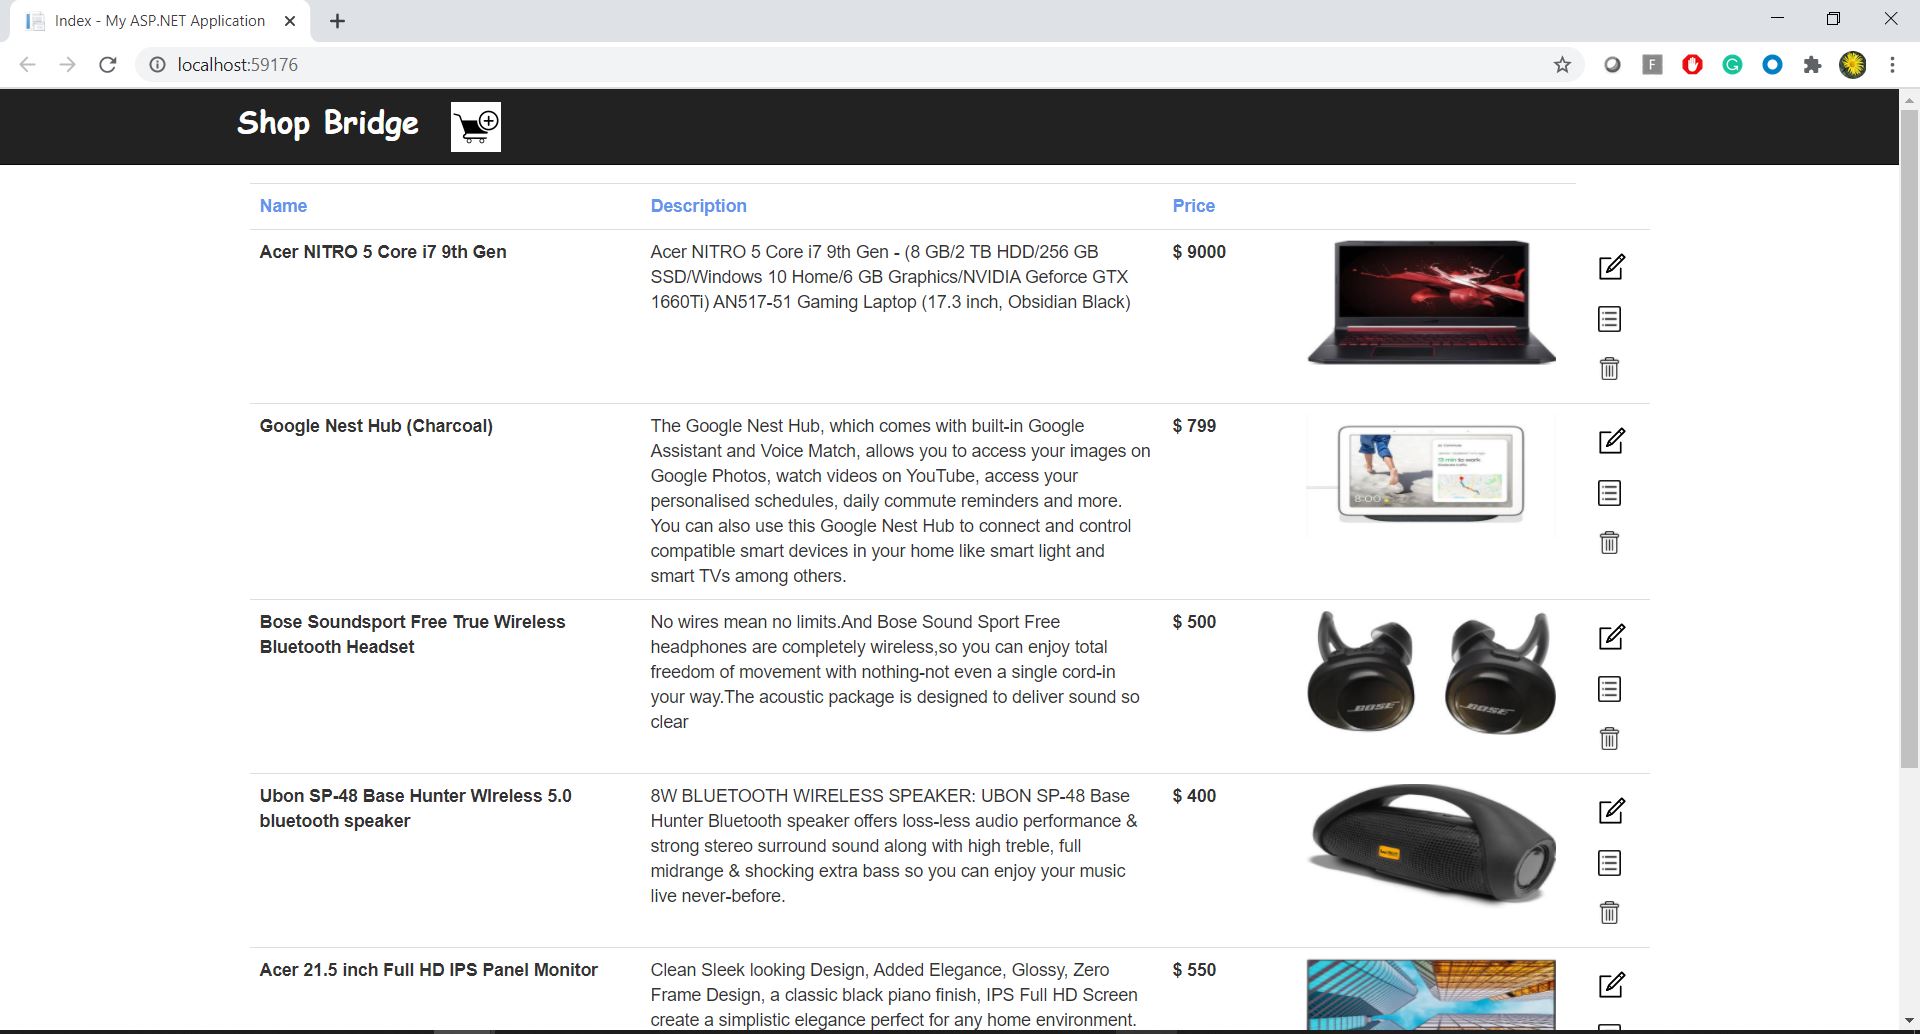 Index - My ASP.NET Application
localhost:59176
F
G
Shop Bridge
Name
Description
Price
Acer NITRO 5 Core i7 9th Gen
Acer NITRO 5 Core i7 9th Gen - (8 GB/2 TB HDD/256 GB
SSD/Windows 10 Home/6 GB Graphics/NVIDIA Geforce GTX
1660Ti) AN517-51 Gaming Laptop (17.3 inch, Obsidian Black)
$ 9000
Google Nest Hub (Charcoal)
The Google Nest Hub, which comes with built-in Google
Assistant and Voice Match, allows you to access your images on
Google Photos, watch videos on YouTube, access your
personalised schedules, daily commute reminders and more.
You can also use this Google Nest Hub to connect and control
compatible smart devices in your home like smart light and
smart TVs among others.
$ 799
13 min to work
8:00
Bose Soundsport Free True Wireless
Bluetooth Headset
No wires mean no limits.And Bose Sound Sport Free
headphones are completely wireless,so you can enjoy total
freedom of movement with nothing-not even a single cord-in
your way.The acoustic package is designed to deliver sound so
clear
$ 500
BOSE
BOSE
Ubon SP-48 Base Hunter WIreless 5.0
bluetooth speaker
8W BLUETOOTH WIRELESS SPEAKER: UBON SP-48 Base
Hunter Bluetooth speaker offers loss-less audio performance &
strong stereo surround sound along with high treble, full
midrange & shocking extra bass so you can enjoy your music
live never-before.
$ 400
Acer 21.5 inch Full HD IPS Panel Monitor
Clean Sleek looking Design, Added Elegance, Glossy, Zero
Frame Design, a classic black piano finish, IPS Full HD Screen
create a simplistic elegance perfect for any home environment.
$ 550